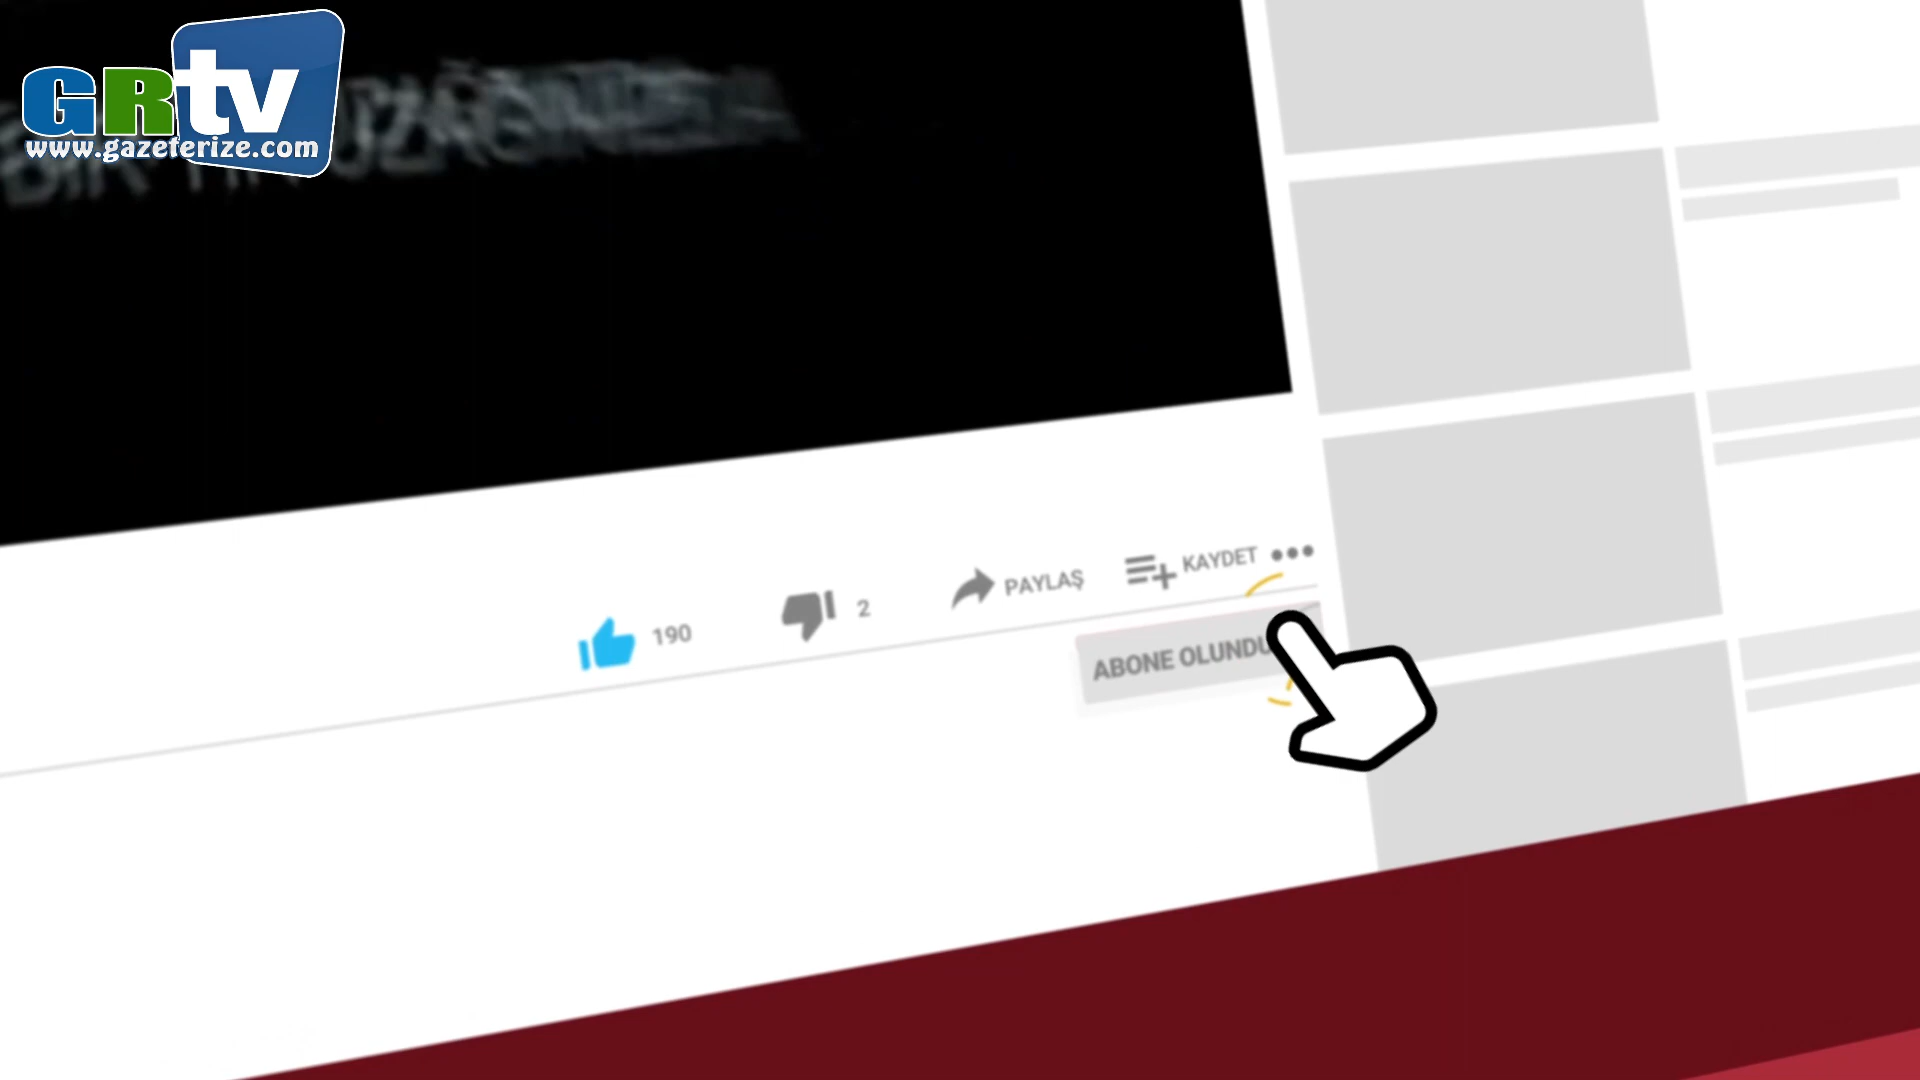 GRtv
www.gazeterize.com
190
2
PAYLAŞ
KAYDET
ABONE OLUNDU